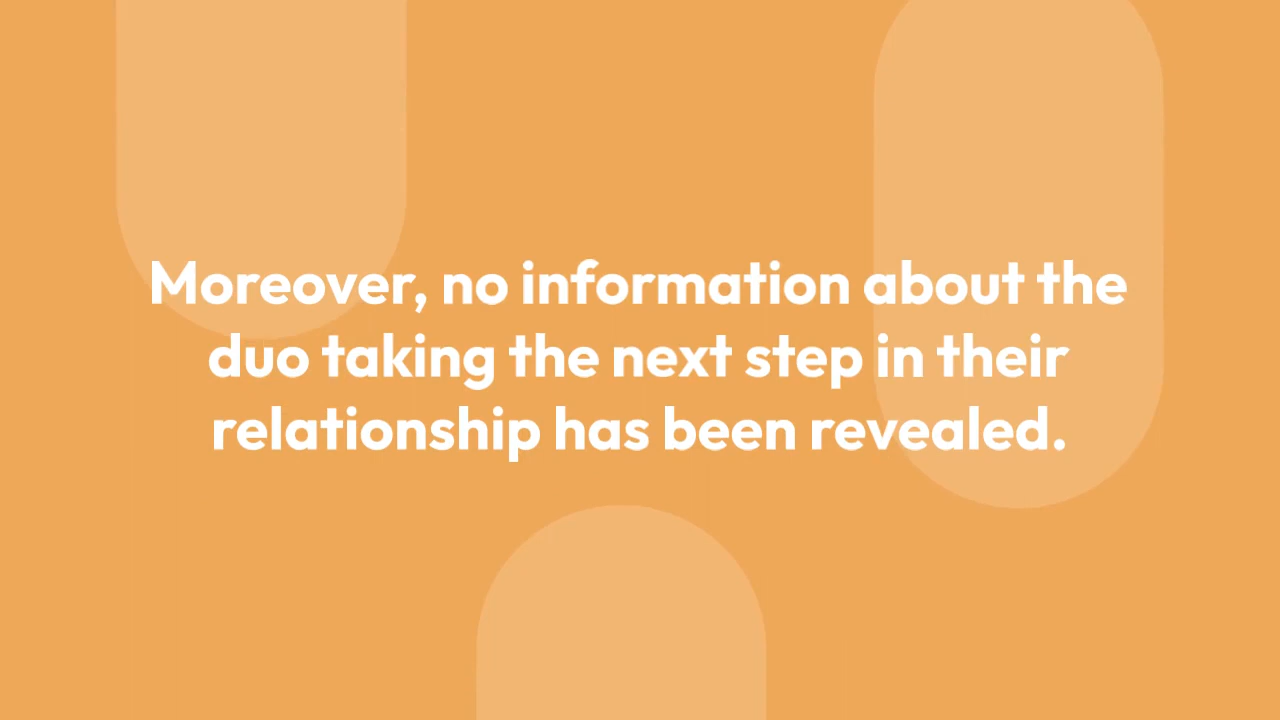 Moreover, no information about the
duo taking the next step in their
relationship has been revealed.